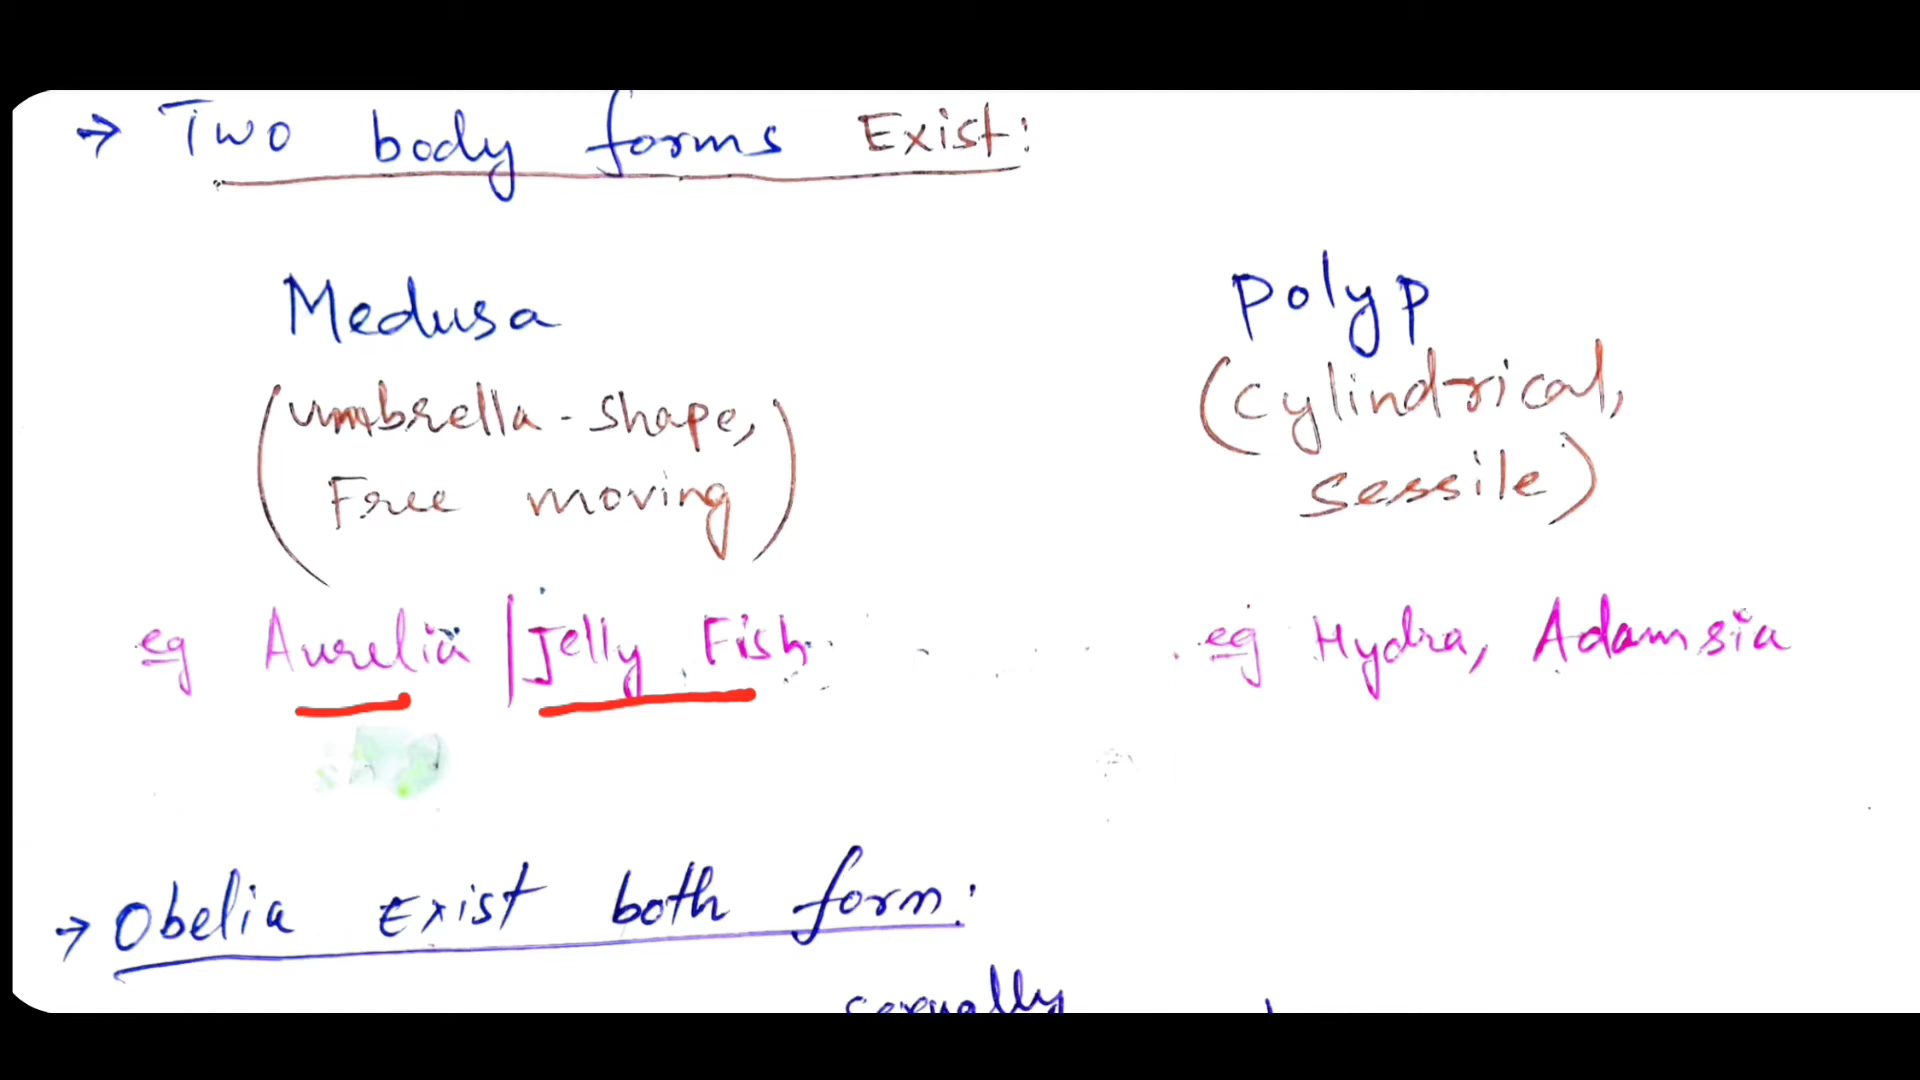 → Two body forms Exist:
Medusa
(umbrella-shape,
Free moving)
eg Aurelia | Jelly Fish
polyp
(cylindrical,
sessile)
eg Hydra, Adamsia
→ Obelia Exist both form:
sexually